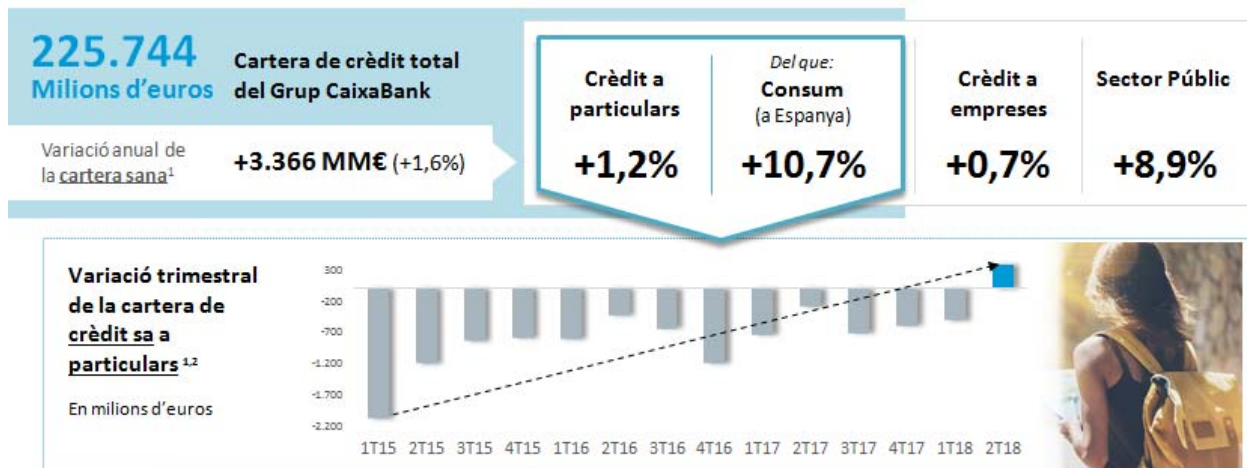 225.744
Milions d'euros
Cartera de crèdit total
del Grup CaixaBank
Variació anual de
la cartera sana¹
+3.366 MM€ (+1,6%)
Crèdit a
particulars
+1,2%
Del que:
Consum
(a Espanya)
+10,7%
Crèdit a
empreses
+0,7%
Sector Públic
+8,9%
Variació trimestral
de la cartera de
crèdit sa a
particulars ¹,²
En milions d'euros
300
-200
-700
-1.200
-1.700
-2.200
1T15 2T15 3T15 4T15 1T16 2T16 3T16 4T16 1T17 2T17 3T17 4T17 1T18 2T18